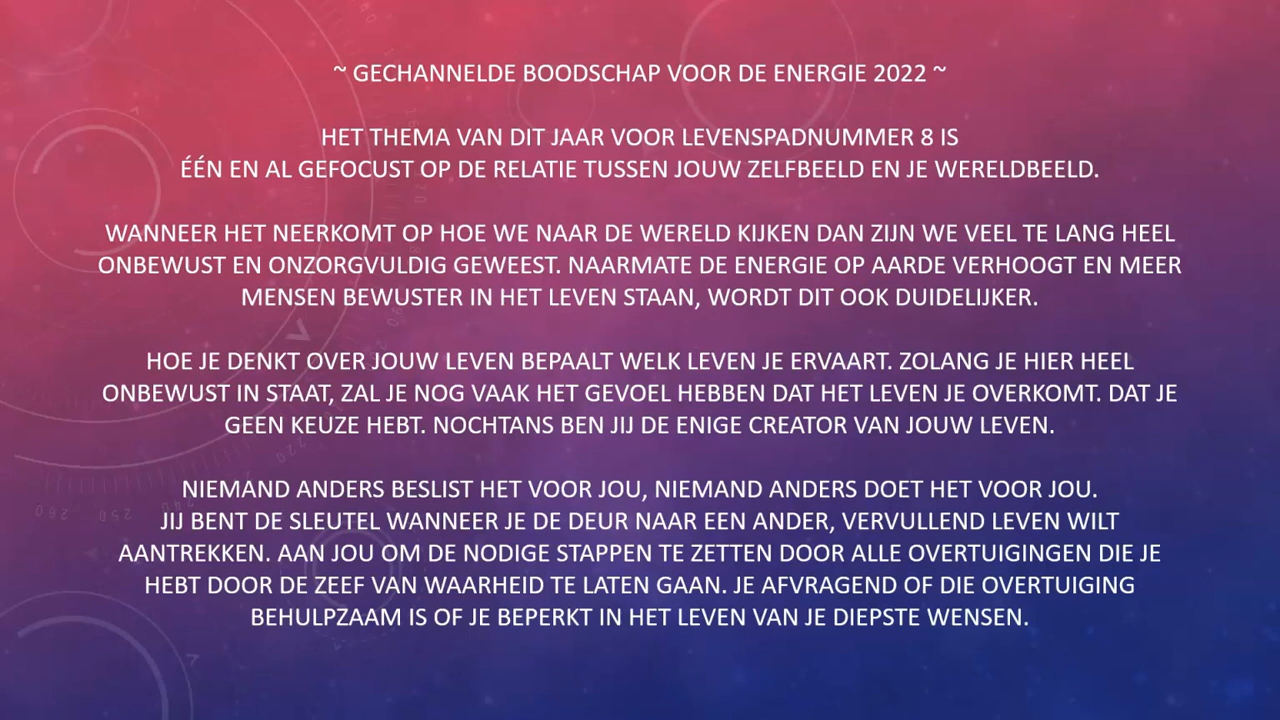 ~ GECHANNELDE BOODSCHAP VOOR DE ENERGIE 2022 ~
HET THEMA VAN DIT JAAR VOOR LEVENSPADNUMMER 8 IS
ÉÉN EN AL GEFOCUST OP DE RELATIE TUSSEN JOUW ZELFBEELD EN JE WERELDBEELD.
WANNEER HET NEERKOMT OP HOE WE NAAR DE WERELD KIJKEN DAN ZIJN WE VEEL TE LANG HEEL
ONBEWUST EN ONZORGVULDIG GEWEEST. NAARMATE DE ENERGIE OP AARDE VERHOOGT EN MEER
MENSEN BEWUSTER IN HET LEVEN STAAN, WORDT DIT OOK DUIDELIJKER.
HOE JE DENKT OVER JOUW LEVEN BEPAALT WELK LEVEN JE ERVAART. ZOLANG JE HIER HEEL
ONBEWUST IN STAAT, ZAL JE NOG VAAK HET GEVOEL HEBBEN DAT HET LEVEN JE OVERKOMT. DAT JE
GEEN KEUZE HEBT. NOCHTANS BEN JIJ DE ENIGE CREATOR VAN JOUW LEVEN.
NIEMAND ANDERS BESLIST HET VOOR JOU, NIEMAND ANDERS DOET HET VOOR JOU.
JIJ BENT DE SLEUTEL WANNEER JE DE DEUR NAAR EEN ANDER, VERVULLEND LEVEN WILT
AANTREKKEN. AAN JOU OM DE NODIGE STAPPEN TE ZETTEN DOOR ALLE OVERTUIGINGEN DIE JE
HEBT DOOR DE ZEEF VAN WAARHEID TE LATEN GAAN. JE AFVRAGEND OF DIE OVERTUIGING
BEHULPZAAM IS OF JE BEPERKT IN HET LEVEN VAN JE DIEPSTE WENSEN.
260
250
240
220